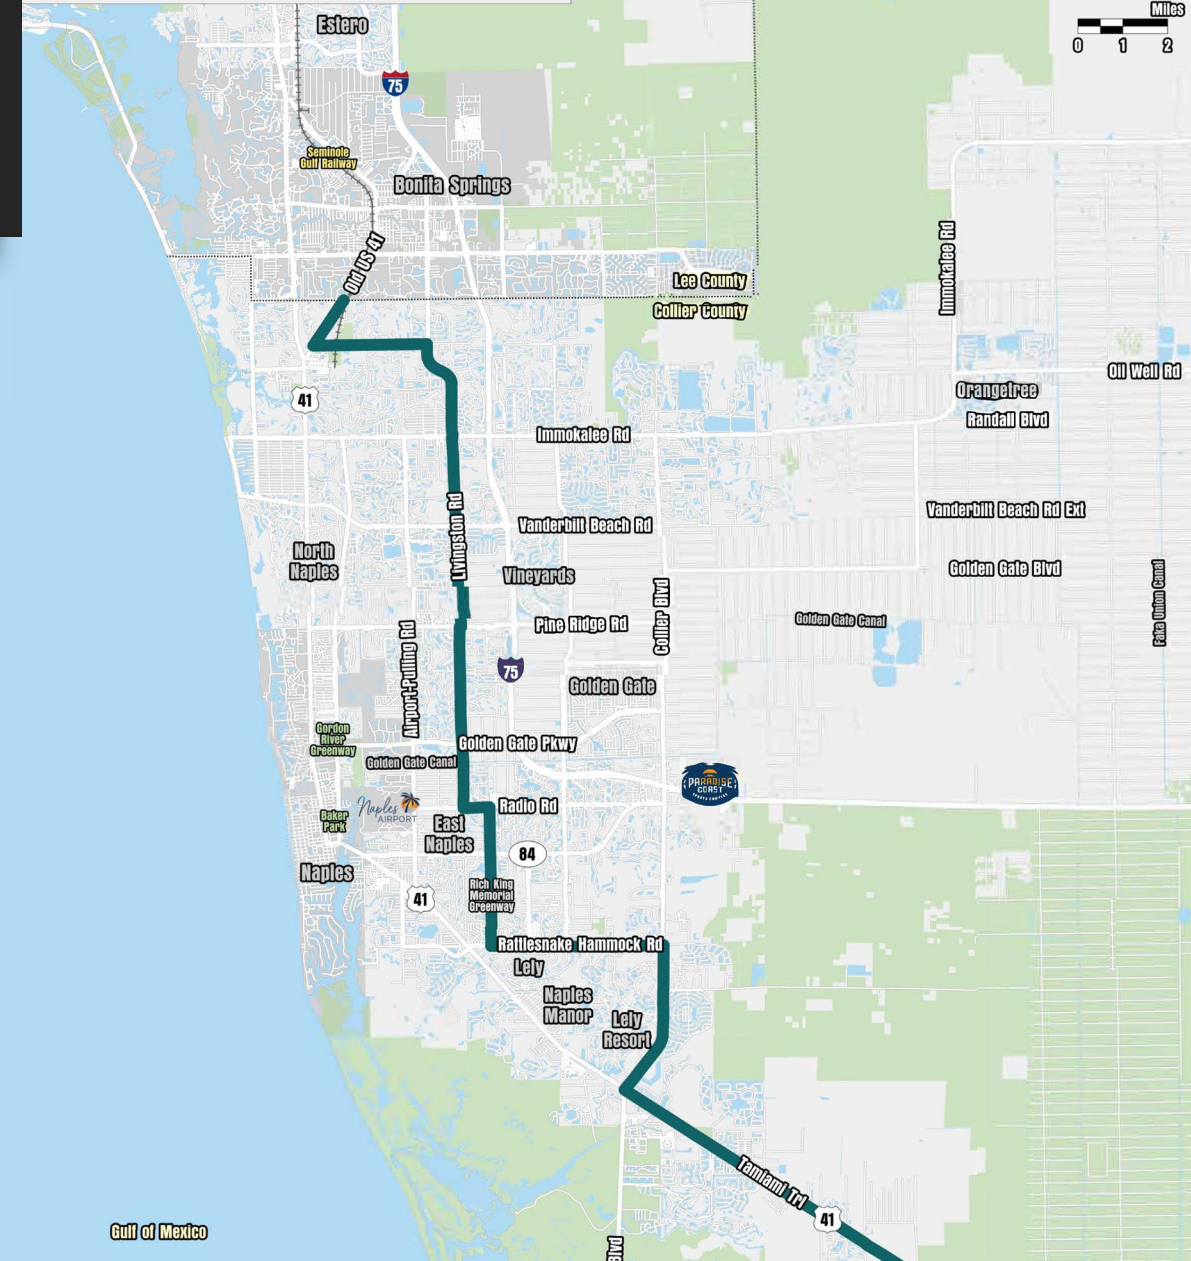 Miles
0 1 2
Estero
75
Seminole
Gulf Railway
Bonita Springs
Old US 41
Lee County
Collier County
Immokalee Rd
Oil Well Rd
Orangetree
Randall Blvd
41
Immokalee Rd
Livingston Rd
Vanderbilt Beach Rd
Vanderbilt Beach Rd Ext
North
Naples
Vineyards
Golden Gate Blvd
Collier Blvd
Faka Union Canal
Pine Ridge Rd
Golden Gate Canal
Airport-Pulling Rd
75
Golden Gate
Gordon
River
Greenway
Golden Gate Pkwy
Golden Gate Canal
PARADISE
COAST
Naples
AIRPORT
Radio Rd
Baker
Park
East
Naples
84
Naples
41
Rich King
Memorial
Greenway
Rattlesnake Hammock Rd
Lely
Naples
Manor
Lely
Resort
Tamiami Trl
41
Gulf of Mexico
Blvd